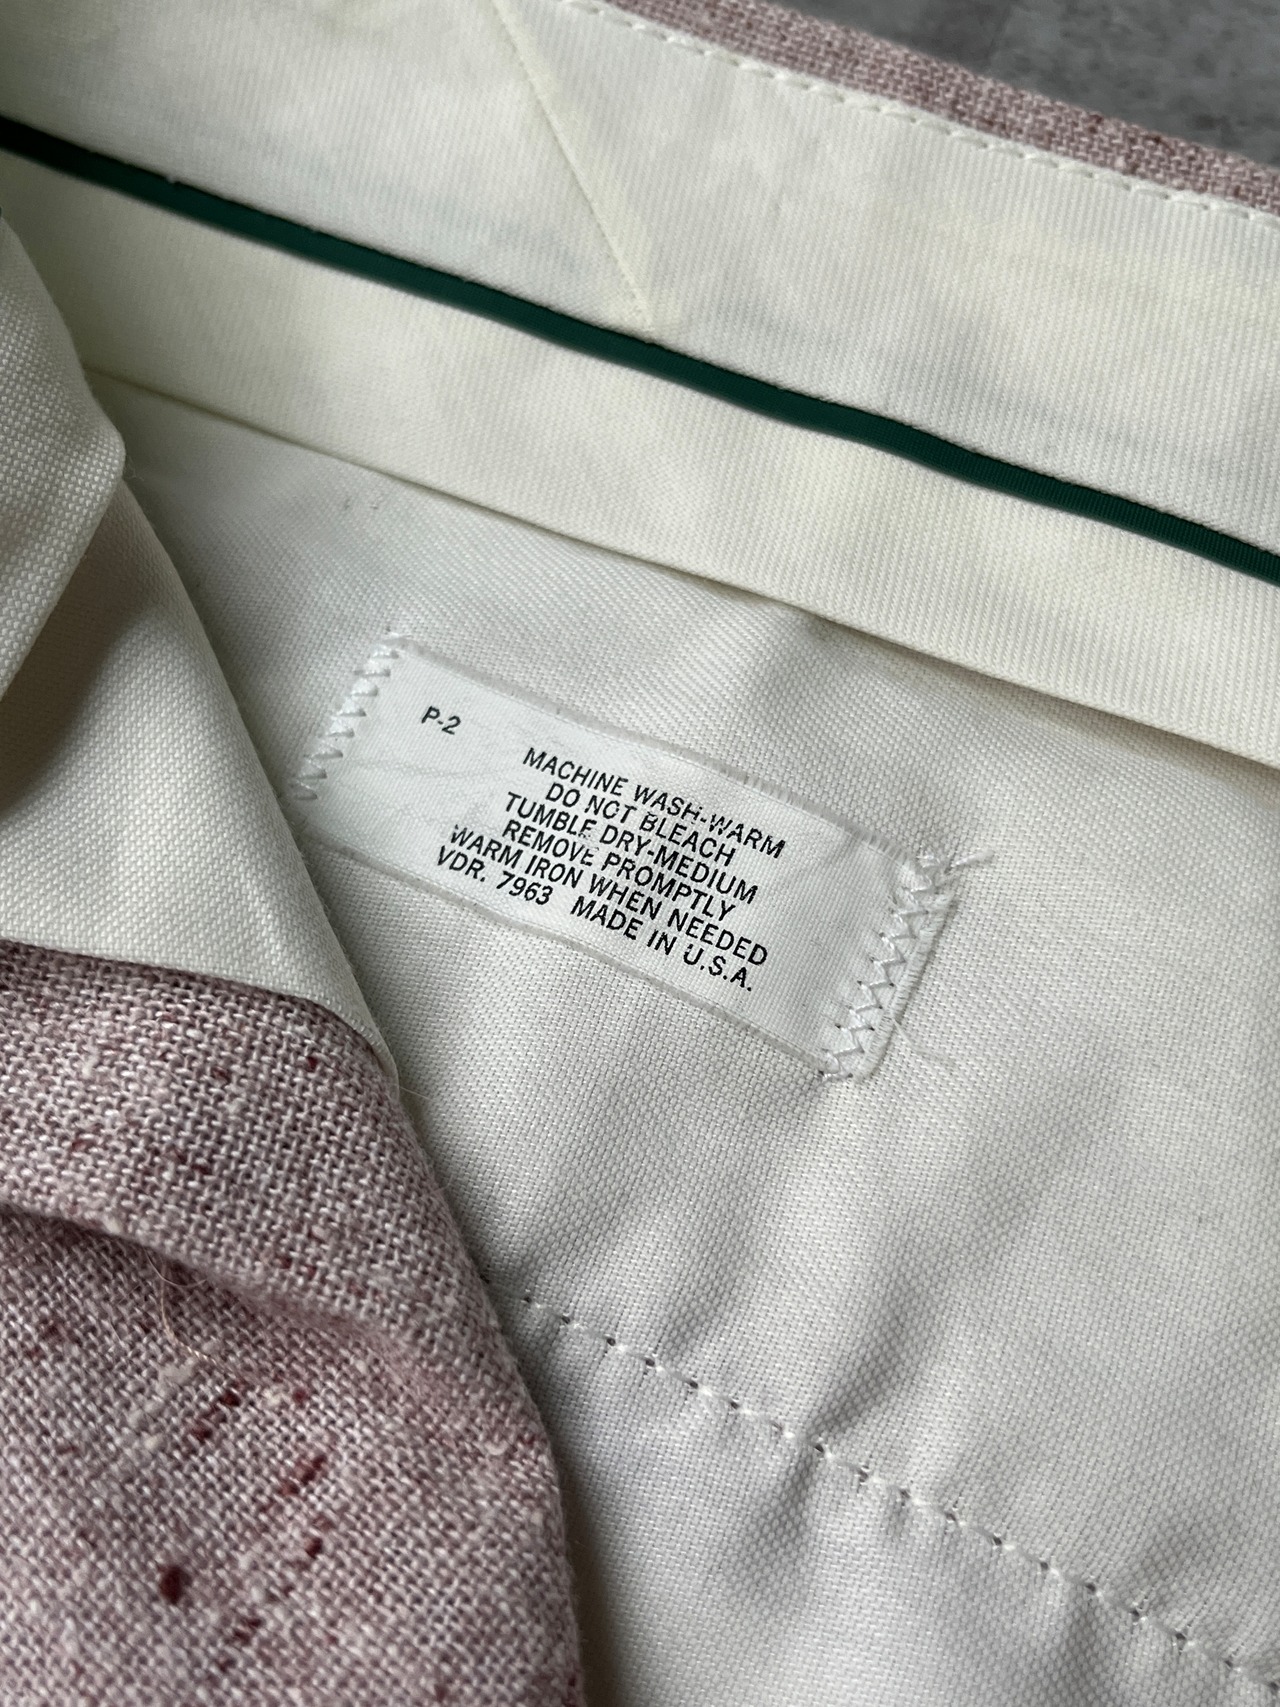 P-2
MACHINE WASH-WARM
DO NOT BLEACH
TUMBLE DRY-MEDIUM
REMOVE PROMPTLY
WARM IRON WHEN NEEDED
VDR. 7963 MADE IN U.S.A.